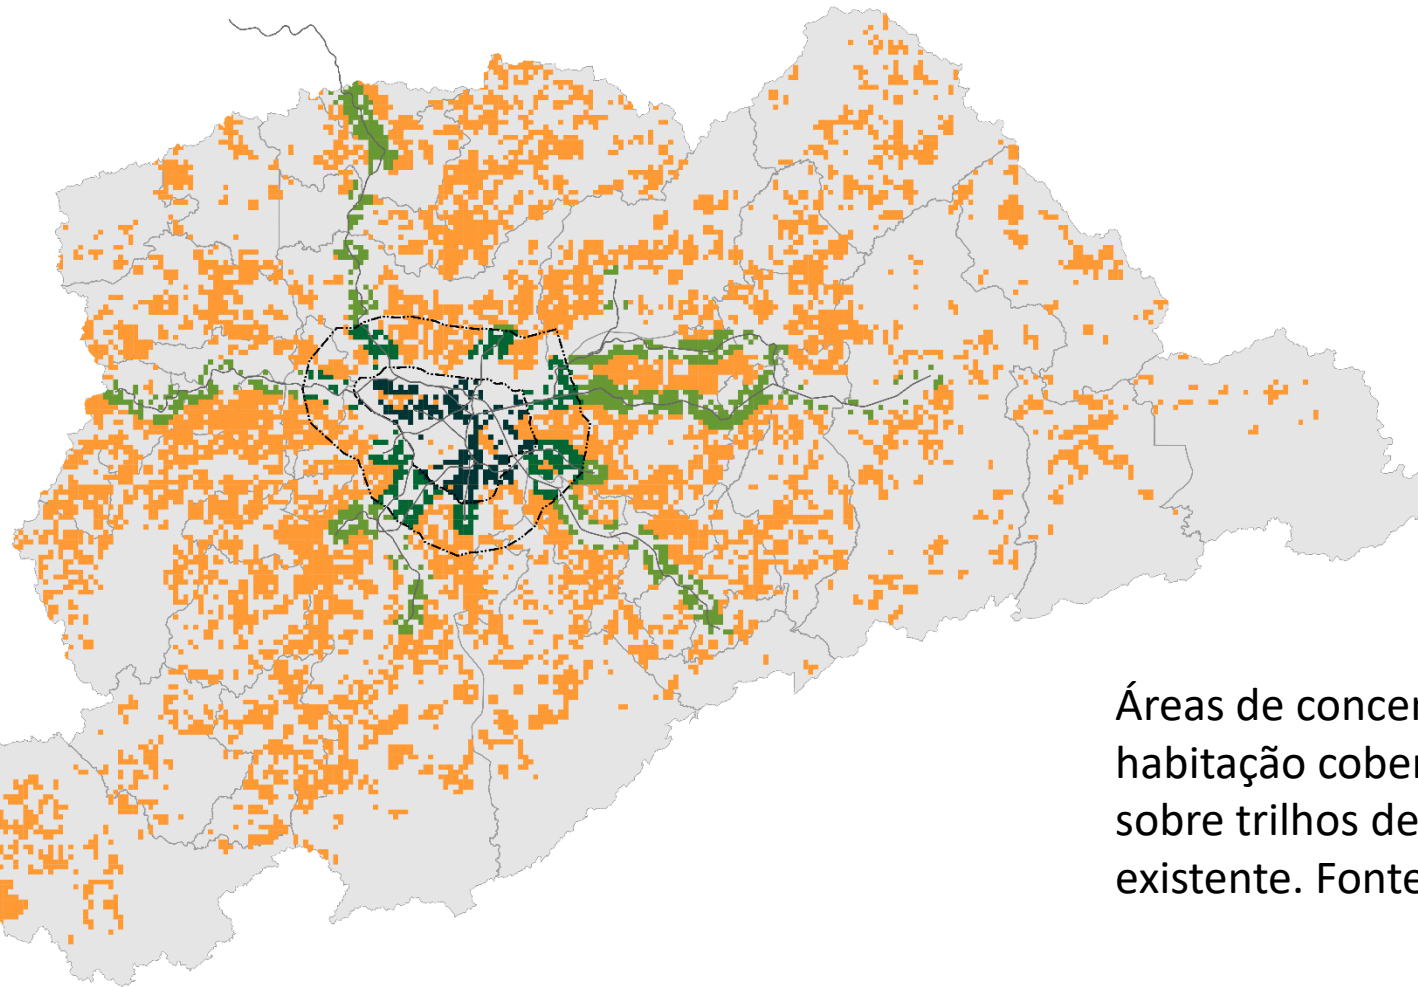 Áreas de concer
habitação cober
sobre trilhos de
existente. Fonte